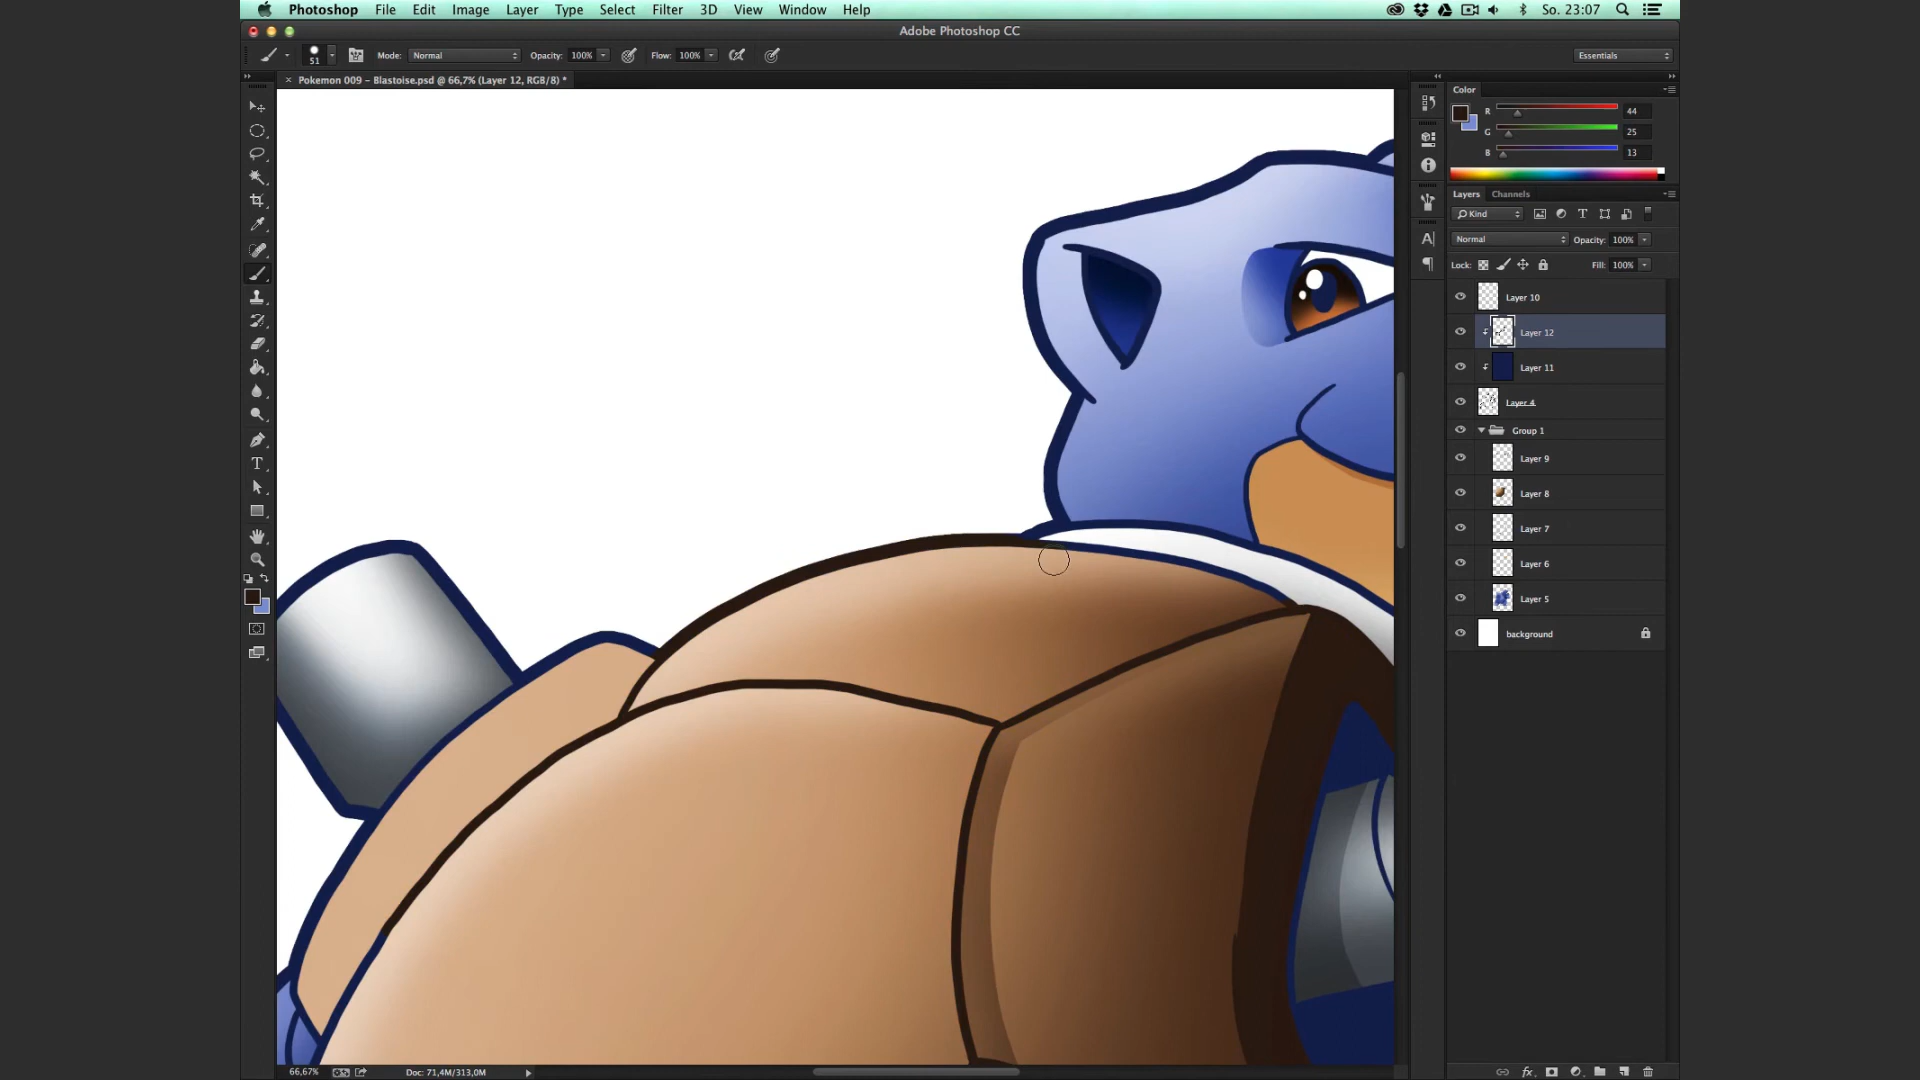 Photoshop File Edit Image Layer Type Select Filter 3D View Window Help So. 23:07
Adobe Photoshop CC
51 Mode: Normal Opacity: 100% Flow: 100% Essentials
× Pokemon 009 - Blastoise.psd @ 66,7% (Layer 12, RGB/8) *
Color
R 44
G 25
B 13
Layers Channels
Kind
Normal Opacity: 100%
Lock: Fill: 100%
Layer 10
Layer 12
Layer 11
Layer 4
Group 1
Layer 9
Layer 8
Layer 7
Layer 6
Layer 5
background
66,67% Doc: 71,4M/313,0M